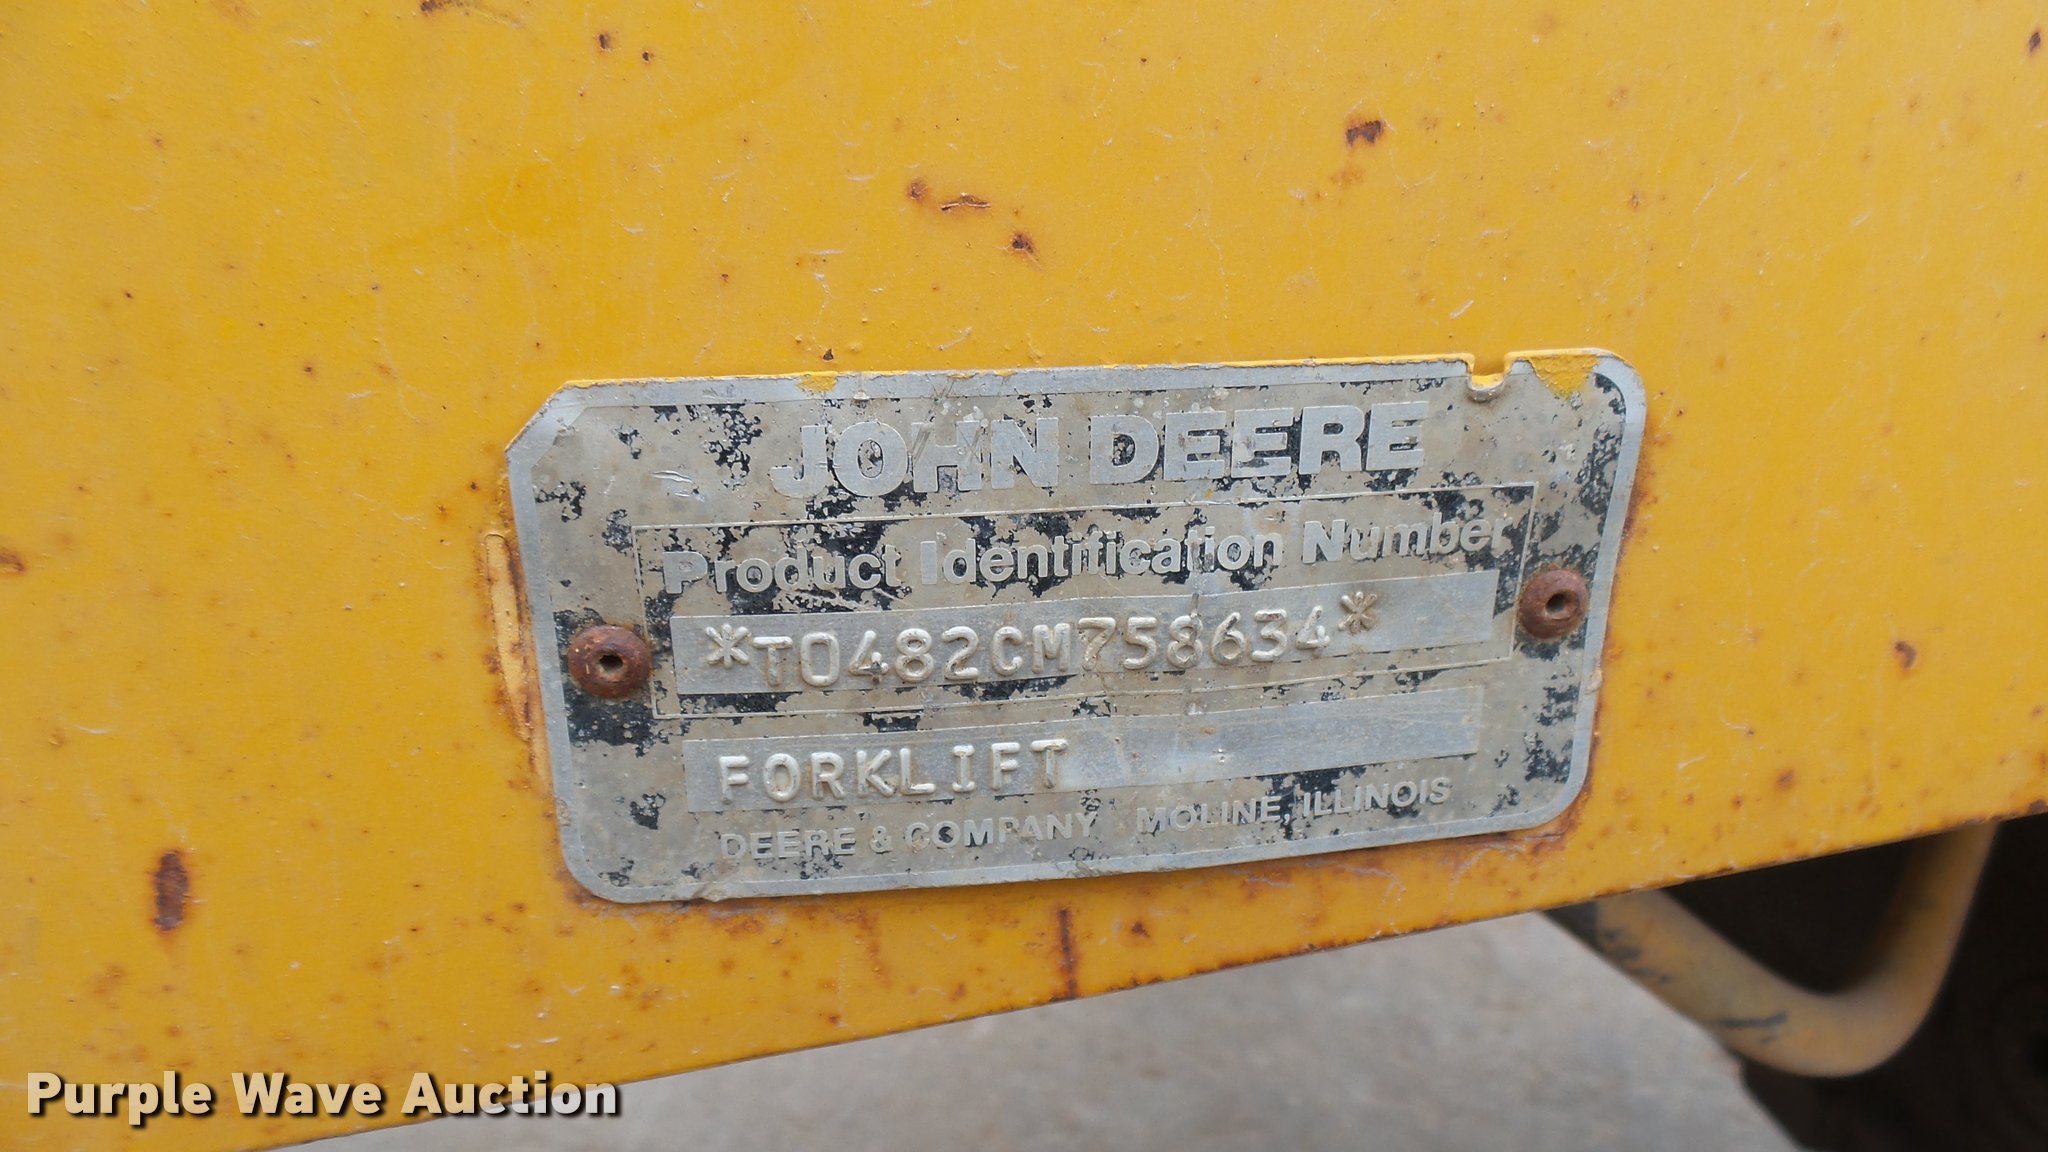 JOHN DEERE
Product Identification Number
*T0482CM758634*
FORKLIFT
DEERE & COMPANY MOLINE, ILLINOIS
Purple Wave Auction